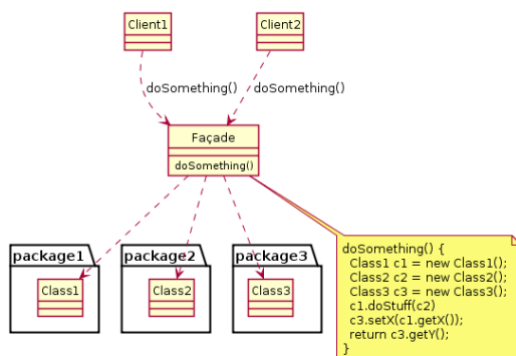 Client1
Client2
doSomething()
doSomething()
Façade
doSomething()
package1
package2
package3
Class1
Class2
Class3
doSomething() {
Class1 c1 = new Class1();
Class2 c2 = new Class2();
Class3 c3 = new Class3();
c1.doStuff(c2)
c3.setX(c1.getX());
return c3.getY();
}